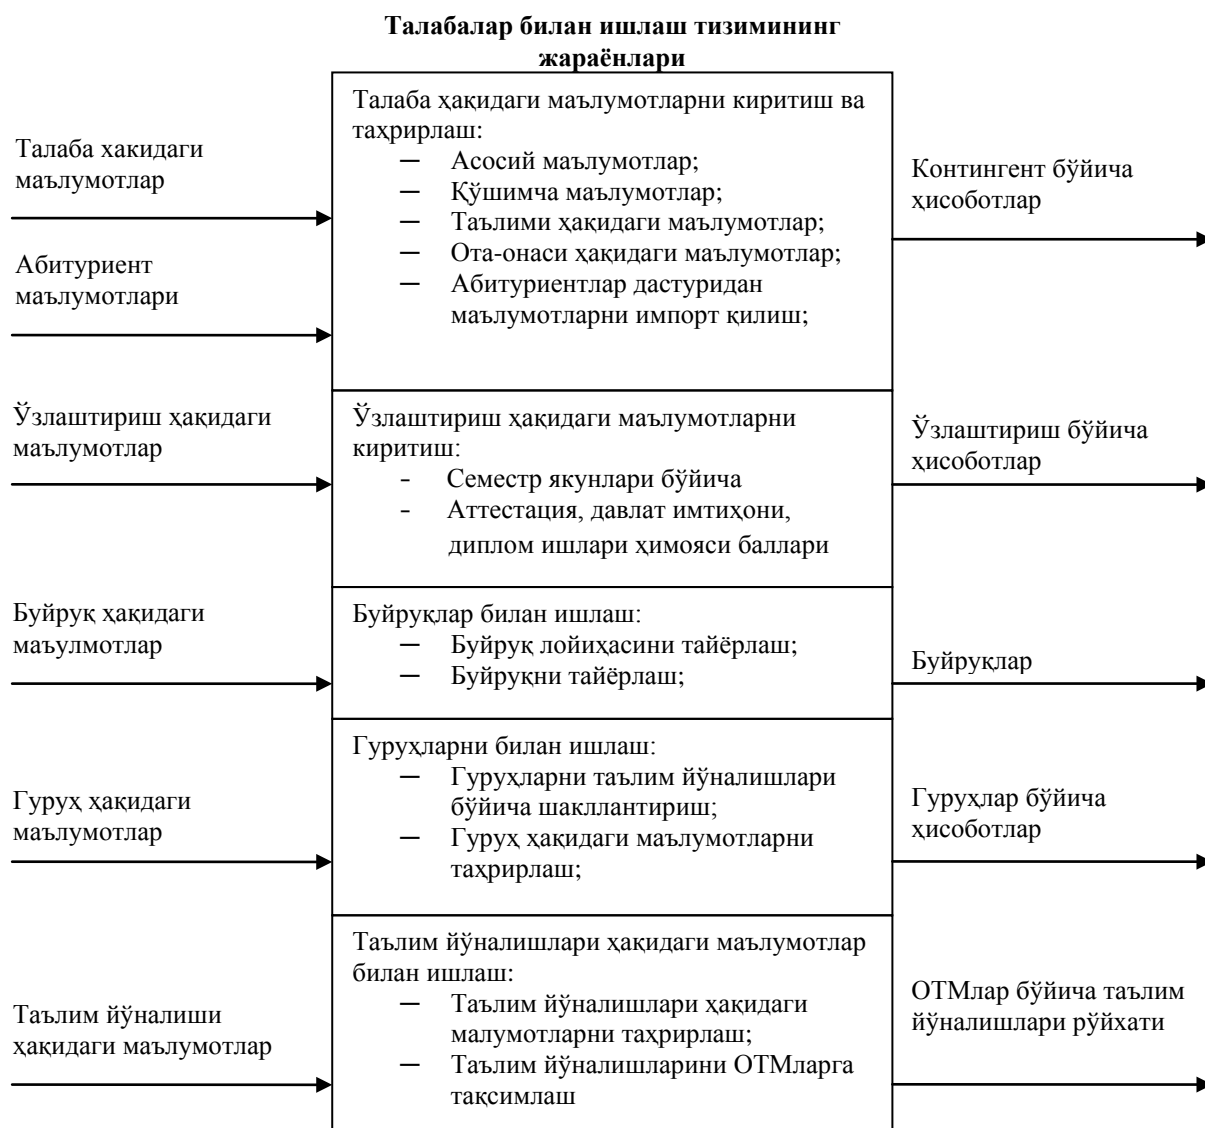 Талабалар билан ишлаш тизимининг
жараёнлари
Талаба хакидаги
маълумотлар
Абитуриент
маълумотлари
Талаба ҳақидаги маълумотларни киритиш ва
таҳрирлаш:
— Асосий маълумотлар;
— Қўшимча маълумотлар;
— Таълими ҳақидаги маълумотлар;
— Ота-онаси ҳақидаги маълумотлар;
— Абитуриентлар дастуридан
маълумотларни импорт қилиш;
Контингент бўйича
ҳисоботлар
Ўзлаштириш ҳақидаги
маълумотлар
Ўзлаштириш ҳақидаги маълумотларни
киритиш:
- Семестр якунлари бўйича
- Аттестация, давлат имтиҳони,
диплом ишлари ҳимояси баллари
Ўзлаштириш бўйича
ҳисоботлар
Буйруқ ҳақидаги
маъулмотлар
Буйруқлар билан ишлаш:
— Буйруқ лойиҳасини тайёрлаш;
— Буйруқни тайёрлаш;
Буйруқлар
Гуруҳ ҳақидаги
маълумотлар
Гуруҳларни билан ишлаш:
— Гуруҳларни таълим йўналишлари
бўйича шакллантириш;
— Гуруҳ ҳақидаги маълумотларни
таҳрирлаш;
Гуруҳлар бўйича
ҳисоботлар
Таълим йўналиши
ҳақидаги маълумотлар
Таълим йўналишлари ҳақидаги маълумотлар
билан ишлаш:
— Таълим йўналишлари ҳақидаги
малумотларни таҳрирлаш;
— Таълим йўналишларини ОТМларга
тақсимлаш
ОТМлар бўйича таълим
йўналишлари рўйхати